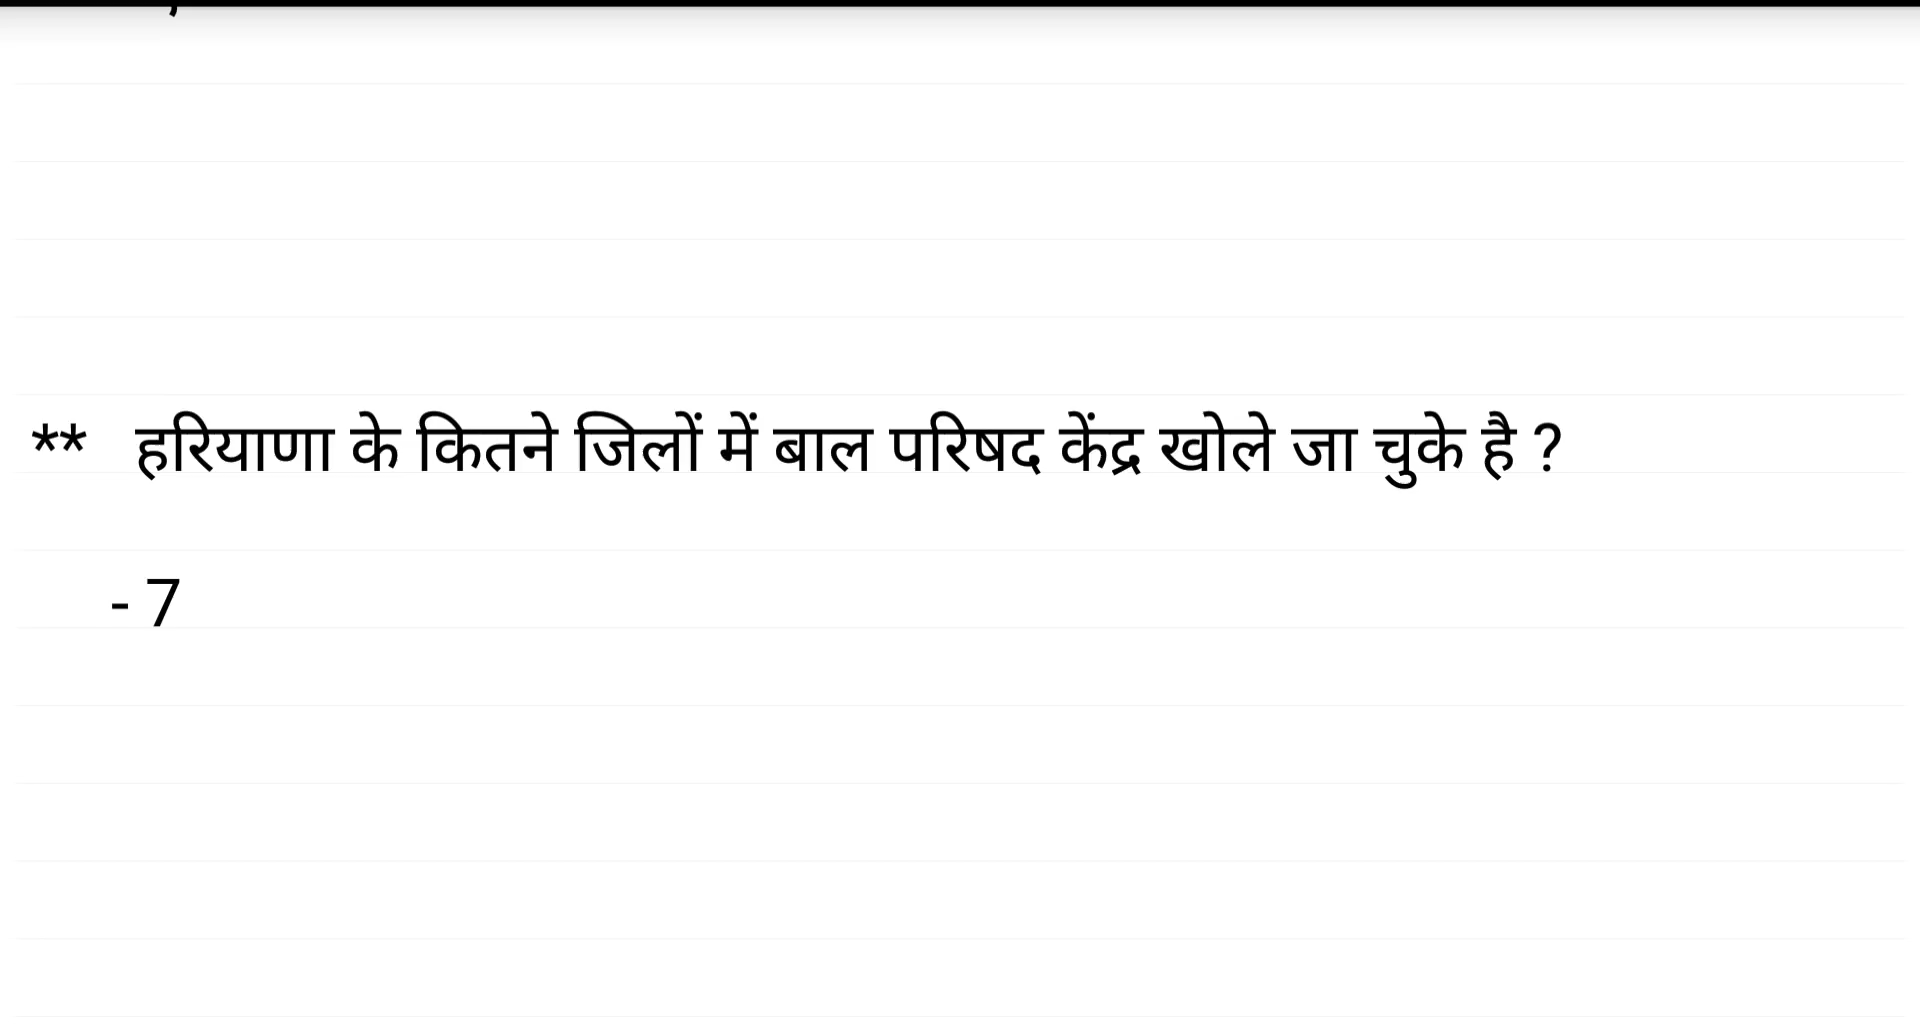 ** हरियाणा के कितने जिलों में बाल परिषद केंद्र खोले जा चुके है ?
- 7